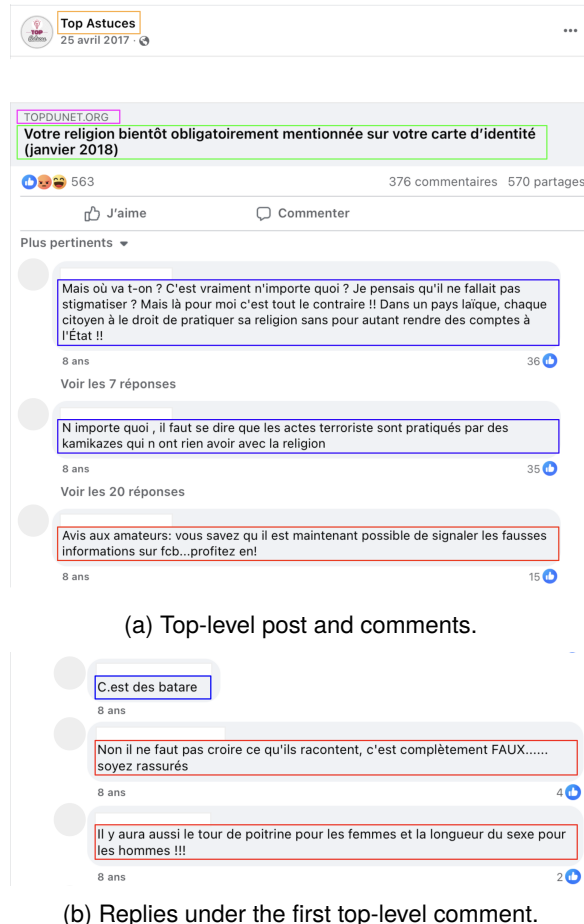 Top Astuces
25 avril 2017 ·
TOPDUNET.ORG
Votre religion bientôt obligatoirement mentionnée sur votre carte d'identité
(janvier 2018)
563
376 commentaires 570 partages
J'aime
Commenter
Plus pertinents
Mais où va t-on ? C'est vraiment n'importe quoi ? Je pensais qu'il ne fallait pas
stigmatiser ? Mais là pour moi c'est tout le contraire !! Dans un pays laïque, chaque
citoyen à le droit de pratiquer sa religion sans pour autant rendre des comptes à
l'État !!
8 ans
36
Voir les 7 réponses
N importe quoi , il faut se dire que les actes terroriste sont pratiqués par des
kamikazes qui n ont rien avoir avec la religion
8 ans
35
Voir les 20 réponses
Avis aux amateurs: vous savez qu il est maintenant possible de signaler les fausses
informations sur fcb...profitez en!
8 ans
15
(a) Top-level post and comments.
C.est des batare
8 ans
Non il ne faut pas croire ce qu'ils racontent, c'est complètement FAUX......
soyez rassurés
8 ans
4
Il y aura aussi le tour de poitrine pour les femmes et la longueur du sexe pour
les hommes !!!
8 ans
2
(b) Replies under the first top-level comment.